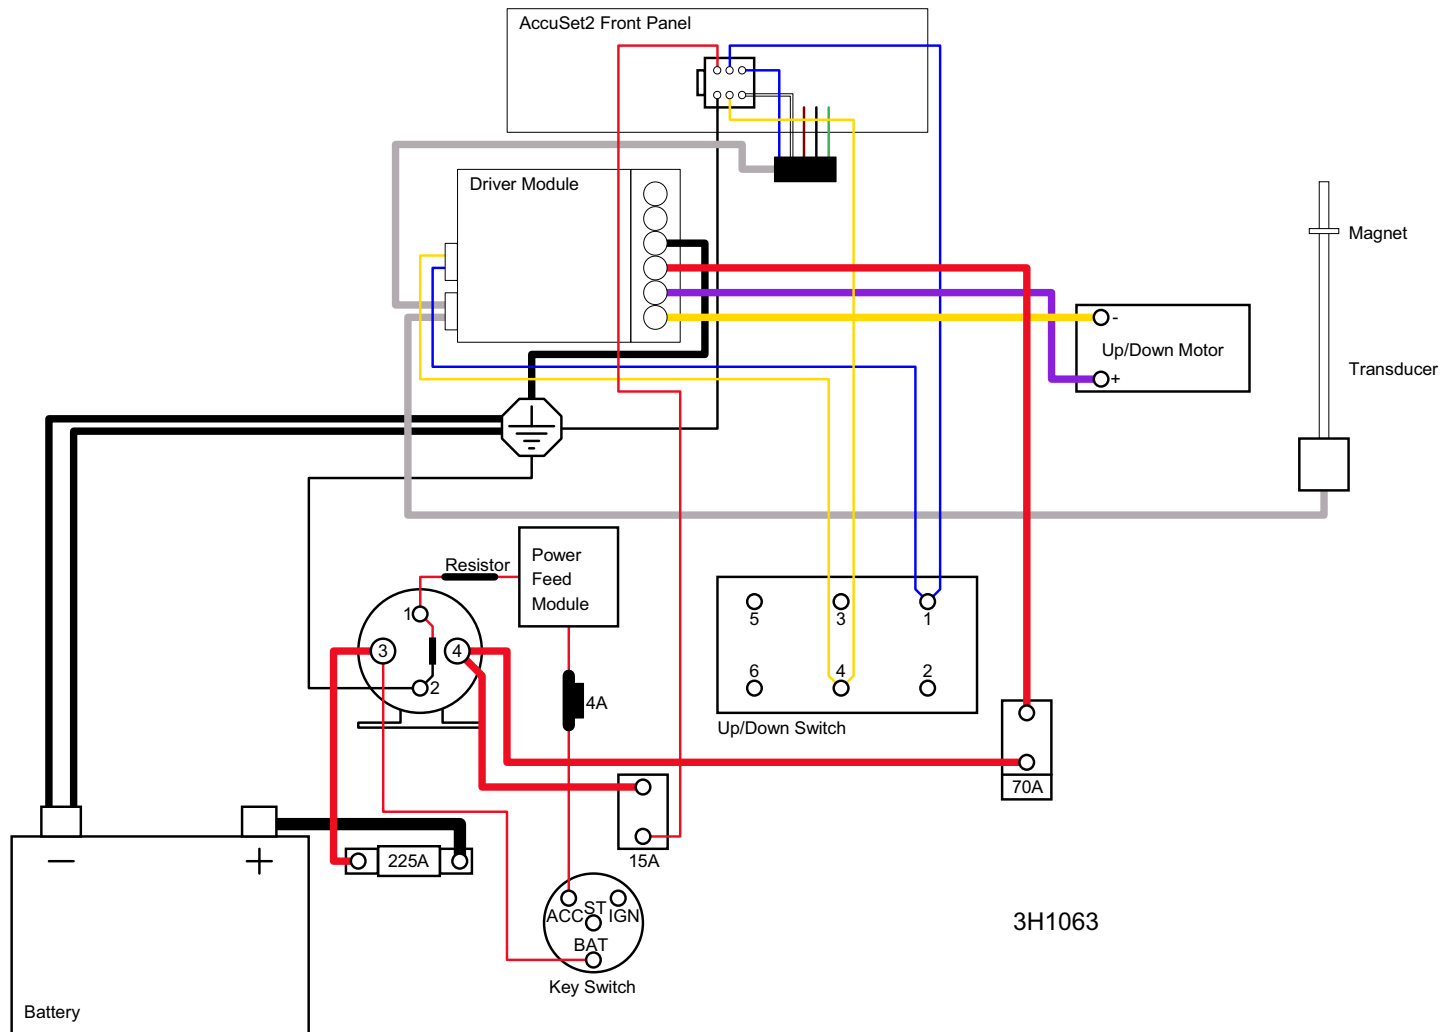 AccuSet2 Front Panel
Driver Module
Magnet
-
Up/Down Motor
+
Transducer
Resistor
Power
Feed
Module
1
3
4
2
5
3
1
6
4
2
4A
Up/Down Switch
70A
15A
225A
ACC
ST
IGN
BAT
Key Switch
3H1063
Battery